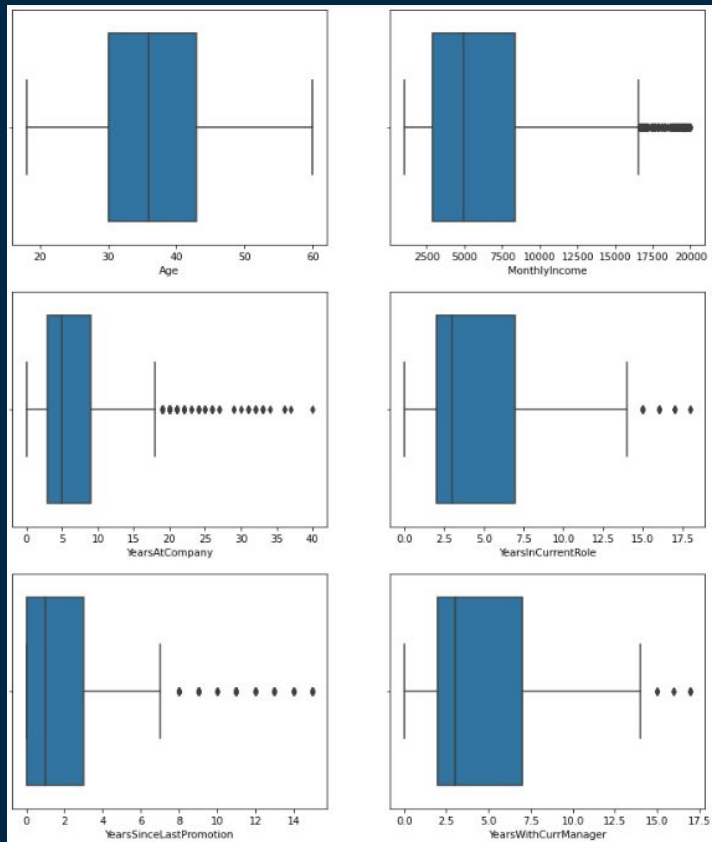 20 30 40 50 60
Age
2500 5000 7500 10000 12500 15000 17500 20000
MonthlyIncome
0 5 10 15 20 25 30 35 40
YearsAtCompany
0.0 2.5 5.0 7.5 10.0 12.5 15.0 17.5
YearsInCurrentRole
0 2 4 6 8 10 12 14
YearsSinceLastPromotion
0.0 2.5 5.0 7.5 10.0 12.5 15.0 17.5
YearsWithCurrManager